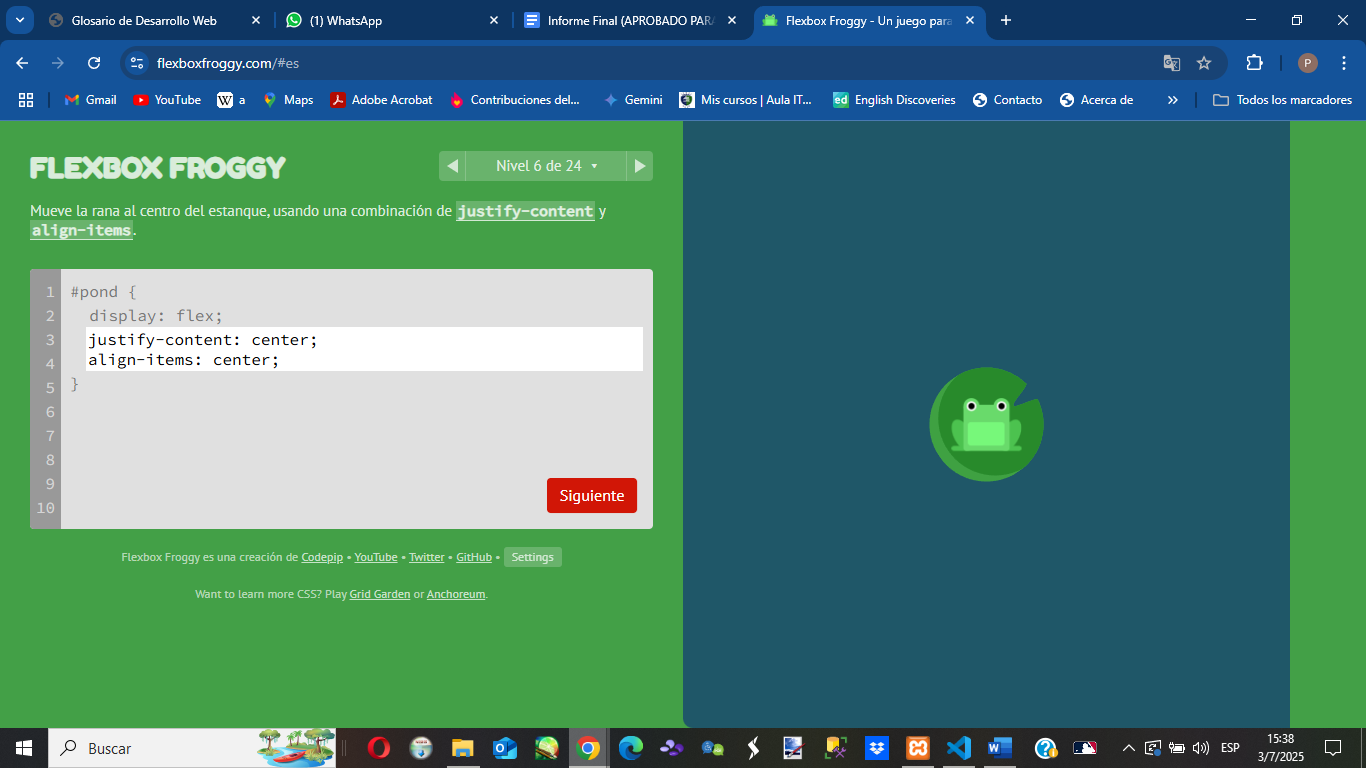 Glosario de Desarrollo Web
(1) WhatsApp
Informe Final (APROBADO PARA
Flexbox Froggy - Un juego para
flexboxfroggy.com/#es
P
Gmail
YouTube
W a
Maps
Adobe Acrobat
Contribuciones del...
Gemini
Mis cursos | Aula IT...
ed English Discoveries
Contacto
Acerca de
»
Todos los marcadores
FLEXBOX FROGGY
Nivel 6 de 24
Mueve la rana al centro del estanque, usando una combinación de justify-content y
align-items.
1 #pond {
2 display: flex;
3 justify-content: center;
4 align-items: center;
5 }
6
7
8
9
10
Siguiente
Flexbox Froggy es una creación de Codepip • YouTube • Twitter • GitHub • Settings
Want to learn more CSS? Play Grid Garden or Anchoreum.
Buscar
ESP
15:38
3/7/2025